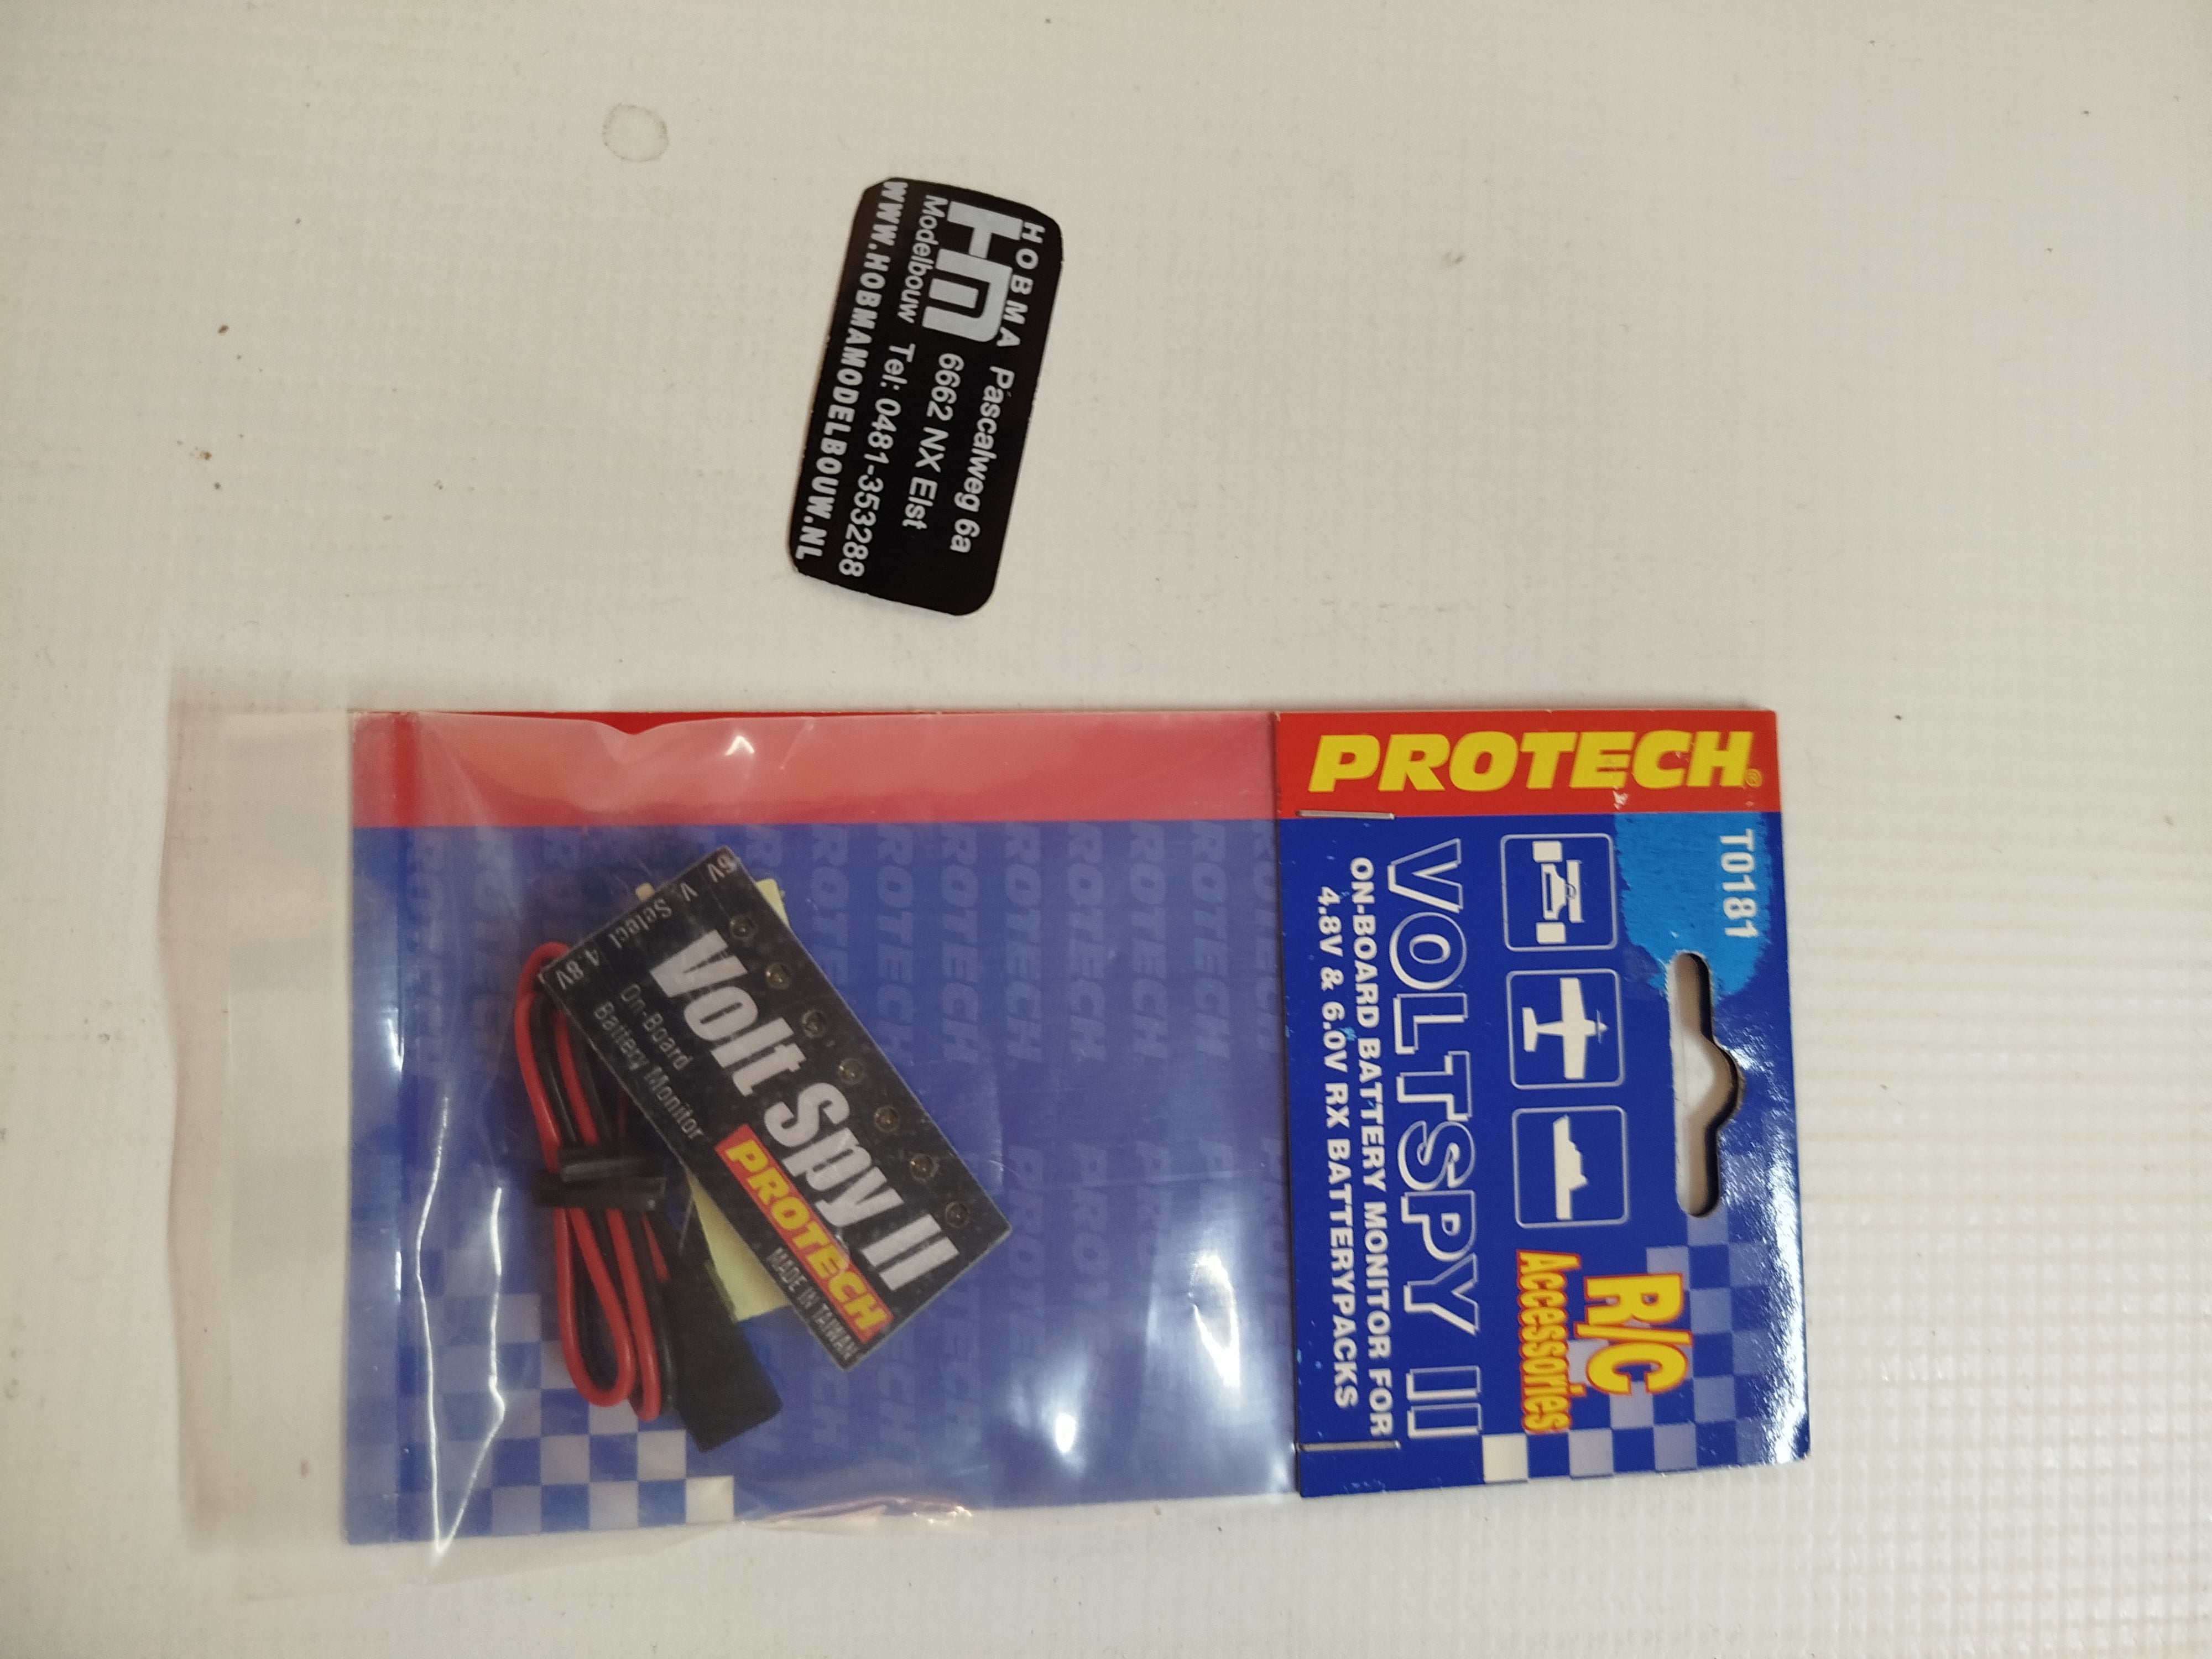 HOBMA
HM
Modelbouw
Pascalweg 6a
6662 NX Elst
Tel: 0481-353288
WWW.HOBMAMODELBOUW.NL
PROTECH®
T0181
R/C
Accessories
VOLTSPY II
ON-BOARD BATTERY MONITOR FOR
4.8V & 6.0V RX BATTERYPACKS
6V
V Select
4.8V
Volt Spy II
On-Board
Battery Monitor
PROTECH
MADE IN TAIWAN